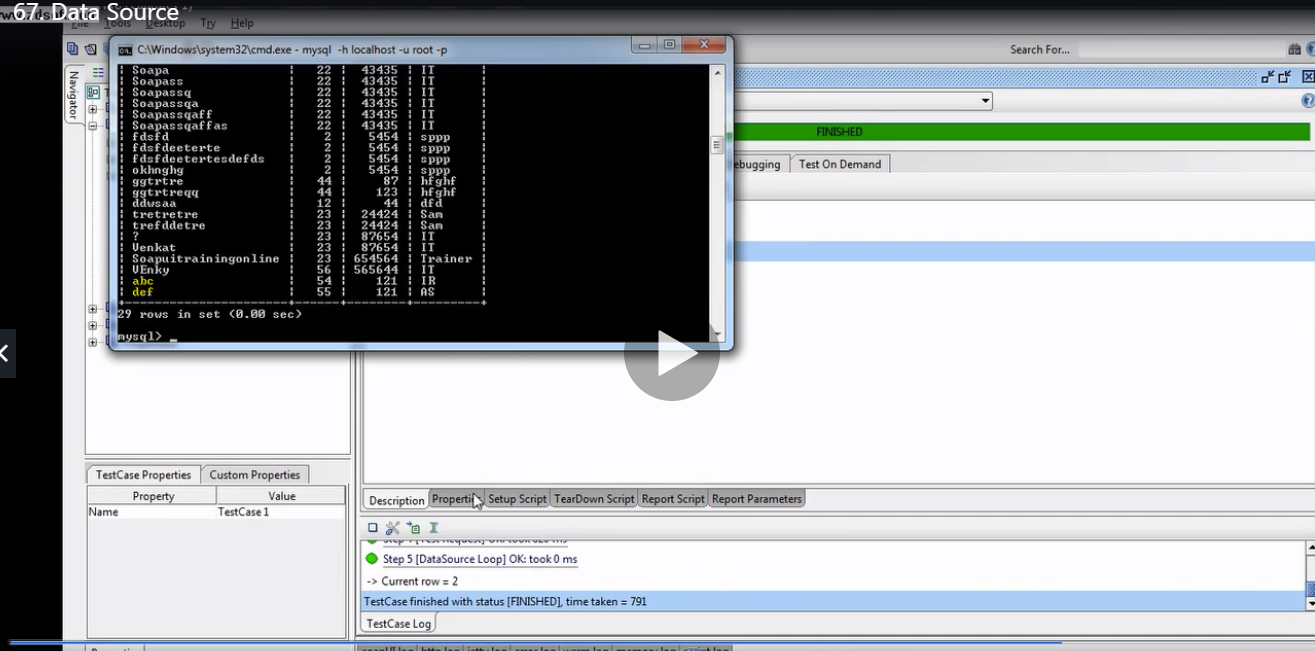 67. Data Source
File Tools Desktop Try Help
C:\Windows\system32\cmd.exe - mysql -h localhost -u root -p
Search For...
Navigator
Soapa 22 43435 IT
Soapass 22 43435 IT
Soapassq 22 43435 IT
Soapassqa 22 43435 IT
Soapassqaff 22 43435 IT
Soapassqaffas 22 43435 IT
fdsfd 2 5454 sppp
fdsfdeeterte 2 5454 sppp
fdsfdeetertesdefds 2 5454 sppp
okhnghg 2 5454 sppp
ggtrtre 44 87 hfghf
ggtrtreqq 44 123 hfghf
ddwsaa 12 44 dfd
tretretre 23 24424 Sam
trefddetre 23 24424 Sam
? 23 87654 IT
Venkat 23 87654 IT
Soapuitrainingonline 23 654564 Trainer
VEnky 56 565644 IT
abc 54 121 IR
def 55 121 AS
29 rows in set (0.00 sec)
mysql> _
FINISHED
ebugging Test On Demand
TestCase Properties Custom Properties
Property Value
Name TestCase 1
Description Properties Setup Script TearDown Script Report Script Report Parameters
Step 5 [DataSource Loop] OK: took 0 ms
-> Current row = 2
TestCase finished with status [FINISHED], time taken = 791
TestCase Log